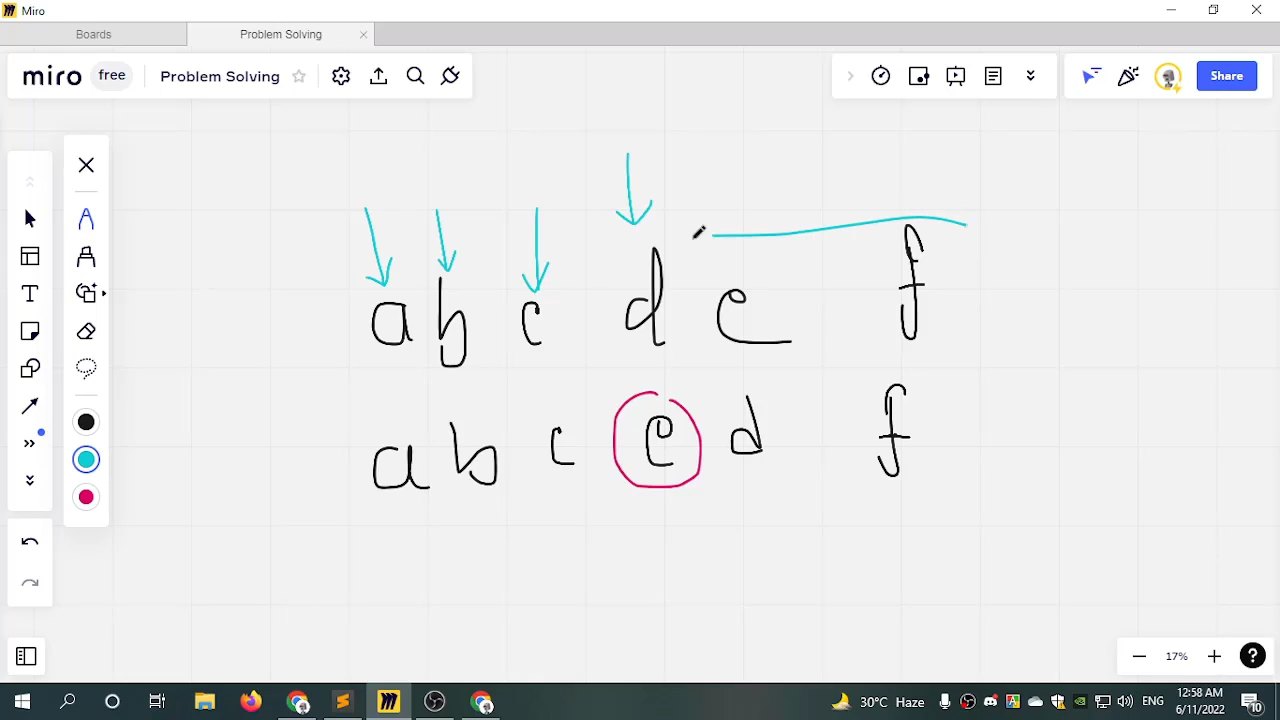 Miro
Boards
Problem Solving
miro free Problem Solving
Share
a b c d e f
a b c e d f
17%
30°C Haze
ENG
12:58 AM
6/11/2022
10